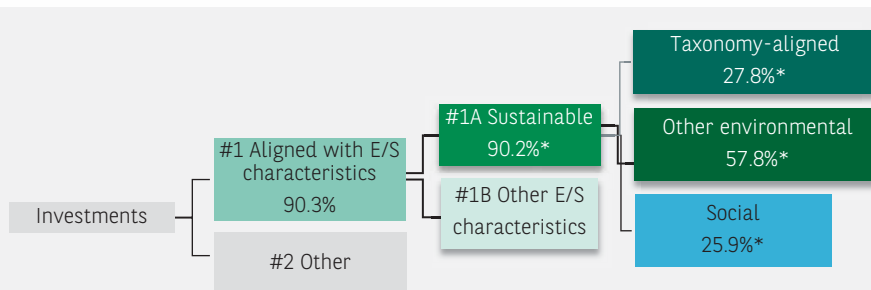 Taxonomy-aligned
27.8%*
#1A Sustainable
90.2%*
Other environmental
57.8%*
#1 Aligned with E/S
characteristics
90.3%
#1B Other E/S
characteristics
Investments
Social
25.9%*
#2 Other